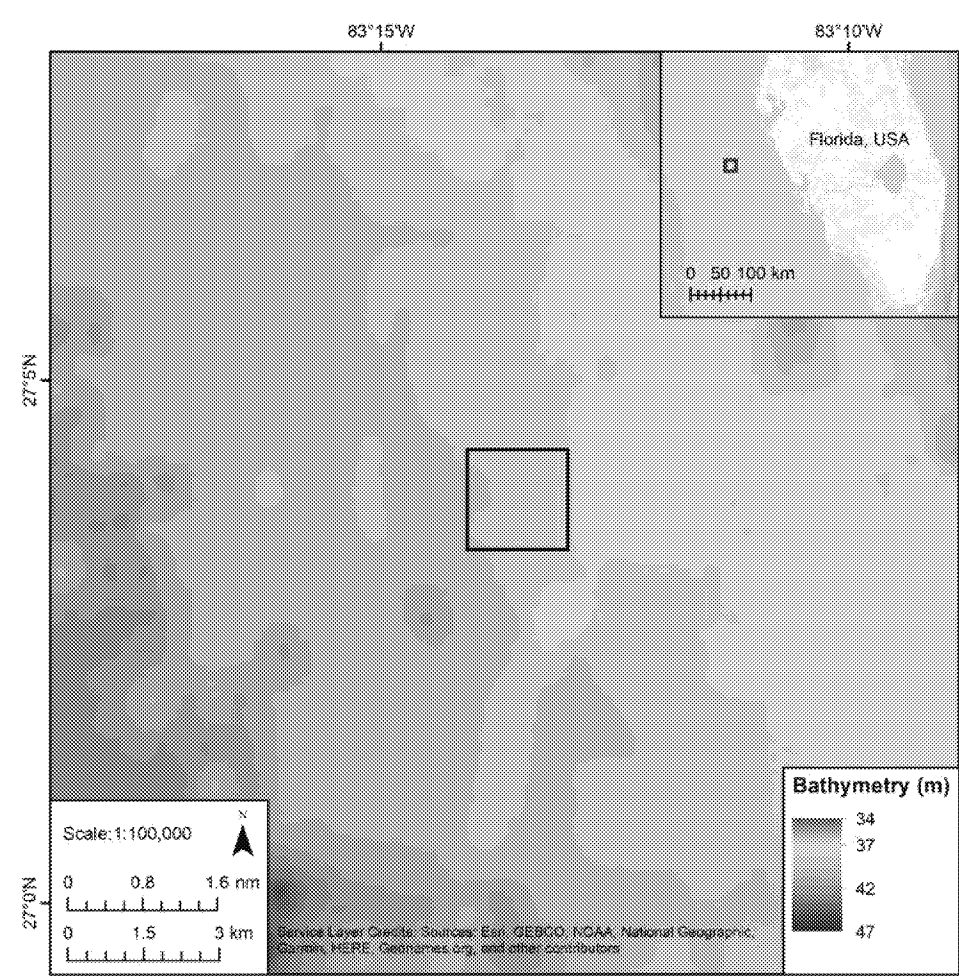 83°15'W
83°10'W
Florida, USA
0 50 100 km
27°5'N
27°0'N
Scale:1:100,000
N
0 0.8 1.6 nm
0 1.5 3 km
Service Layer Credits: Sources: Esri, GEBCO, NOAA, National Geographic,
Garmin, HERE, Geonames.org, and other contributors
Bathymetry (m)
34
37
42
47